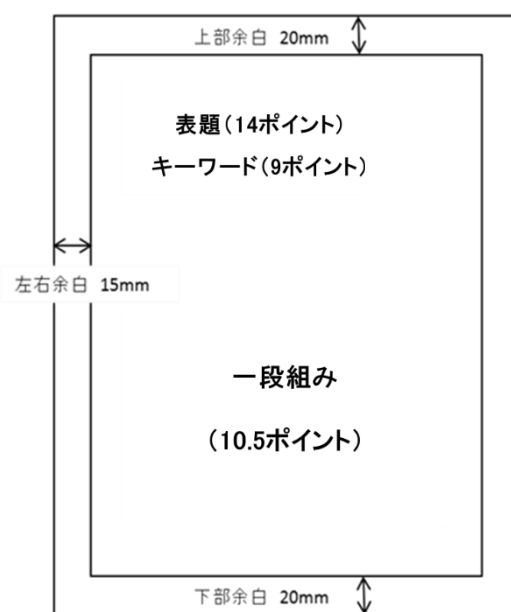 上部余白 20mm
表題（14ポイント）
キーワード（9ポイント）
左右余白 15mm
一段組み
（10.5ポイント）
下部余白 20mm